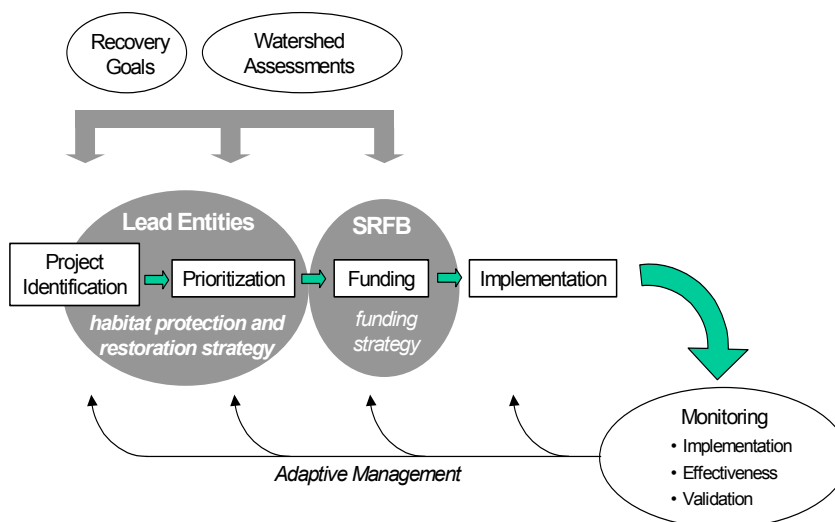 Recovery
Goals
Watershed
Assessments
Lead Entities
SRFB
Project
Identification
Prioritization
Funding
Implementation
habitat protection and
restoration strategy
funding
strategy
Monitoring
• Implementation
• Effectiveness
• Validation
Adaptive Management